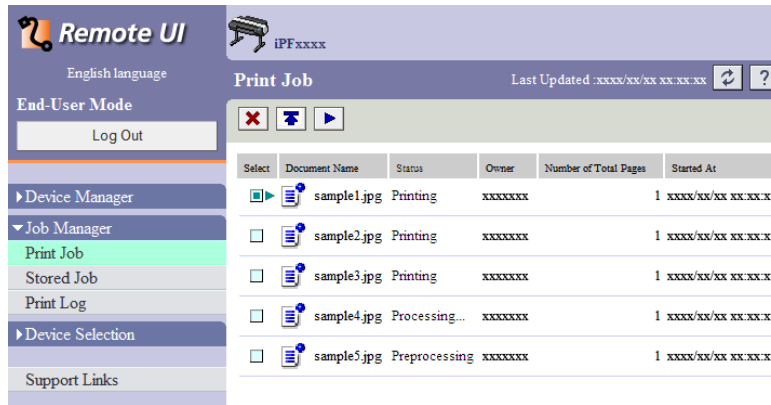 Remote UI
English language
End-User Mode
Log Out
Device Manager
Job Manager
Print Job
Stored Job
Print Log
Device Selection
Support Links
iPFxxxx
Print Job Last Updated :xxxx/xx/xx xx:xx:xx ?
Select Document Name Status Owner Number of Total Pages Started At
sample1.jpg Printing xxxxxxx 1 xxxx/xx/xx xx:xx:x
sample2.jpg Printing xxxxxxx 1 xxxx/xx/xx xx:xx:x
sample3.jpg Printing xxxxxxx 1 xxxx/xx/xx xx:xx:x
sample4.jpg Processing... xxxxxxx 1 xxxx/xx/xx xx:xx:x
sample5.jpg Preprocessing xxxxxxx 1 xxxx/xx/xx xx:xx:x